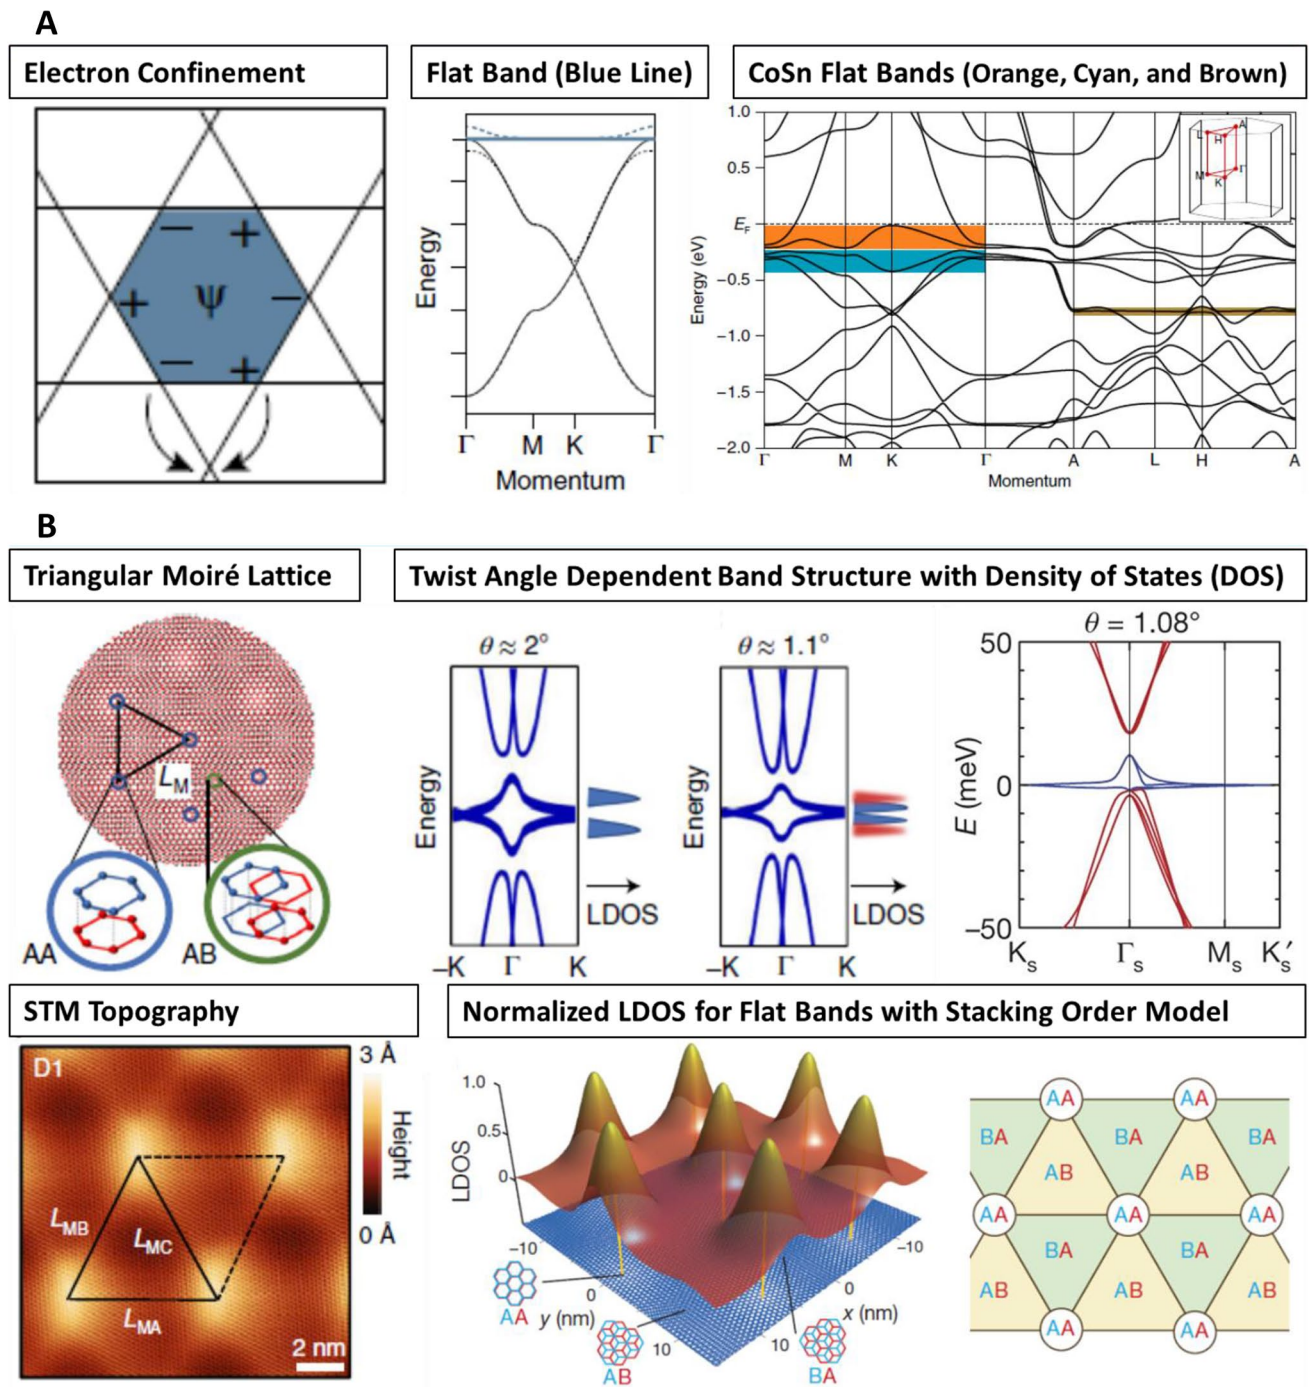 A
Electron Confinement
Flat Band (Blue Line)
CoSn Flat Bands (Orange, Cyan, and Brown)
− +
+ ψ −
− +
Energy
Γ M K Γ
Momentum
Energy (eV)
1.0
0.5
E_F
−0.5
−1.0
−1.5
−2.0
Γ M K Γ A L H A
Momentum
A
L
H
M
Γ
K
B
Triangular Moiré Lattice
Twist Angle Dependent Band Structure with Density of States (DOS)
L_M
AA
AB
θ ≈ 2°
Energy
LDOS
−K Γ K
θ ≈ 1.1°
Energy
LDOS
−K Γ K
θ = 1.08°
E (meV)
50
0
−50
K_s Γ_s M_s K′_s
STM Topography
Normalized LDOS for Flat Bands with Stacking Order Model
D1
L_MB
L_MC
L_MA
2 nm
3 Å
Height
0 Å
LDOS
1.0
0.5
0
−10
0
10
y (nm)
−10
0
10
x (nm)
AA
AB
BA
AA AA
BA BA BA
AB AB
AA AA AA
BA BA
AB AB AB
AA AA